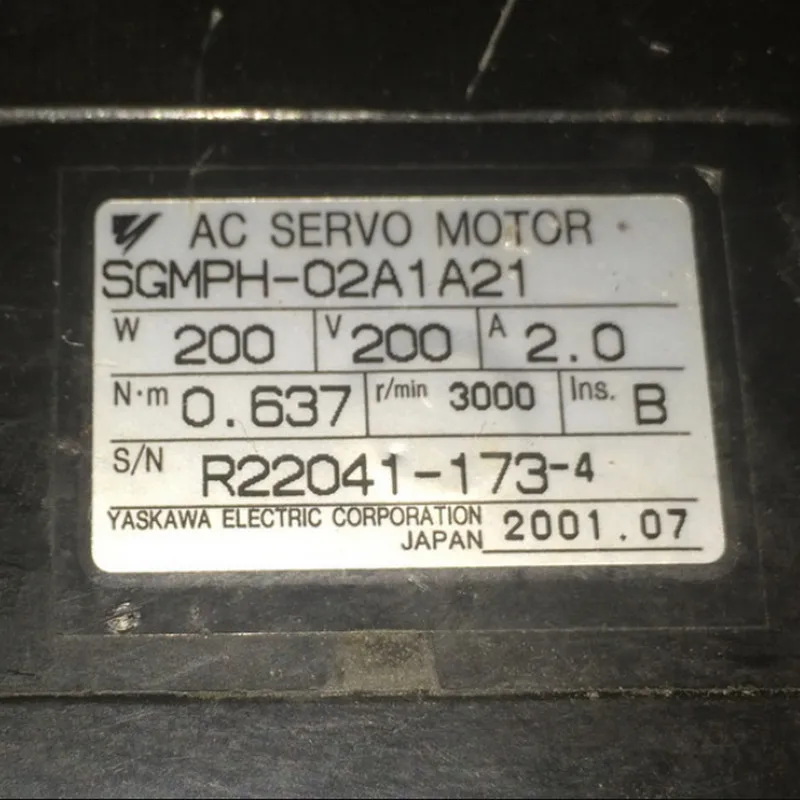 AC SERVO MOTOR
SGMPH-02A1A21
W 200 V 200 A 2.0
N·m 0.637 r/min 3000 Ins. B
S/N R22041-173-4
YASKAWA ELECTRIC CORPORATION
JAPAN 2001.07